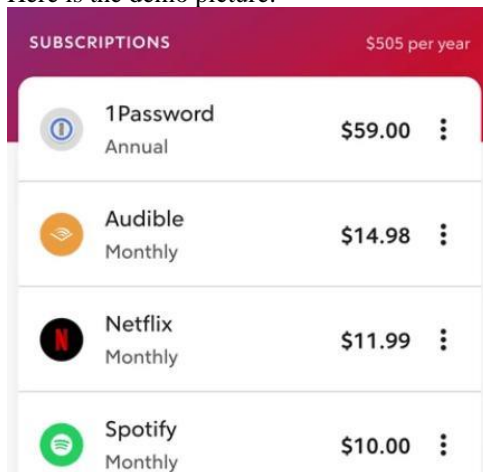 Here is the demo picture:
SUBSCRIPTIONS $505 per year
1Password
Annual
$59.00
Audible
Monthly
$14.98
Netflix
Monthly
$11.99
Spotify
Monthly
$10.00